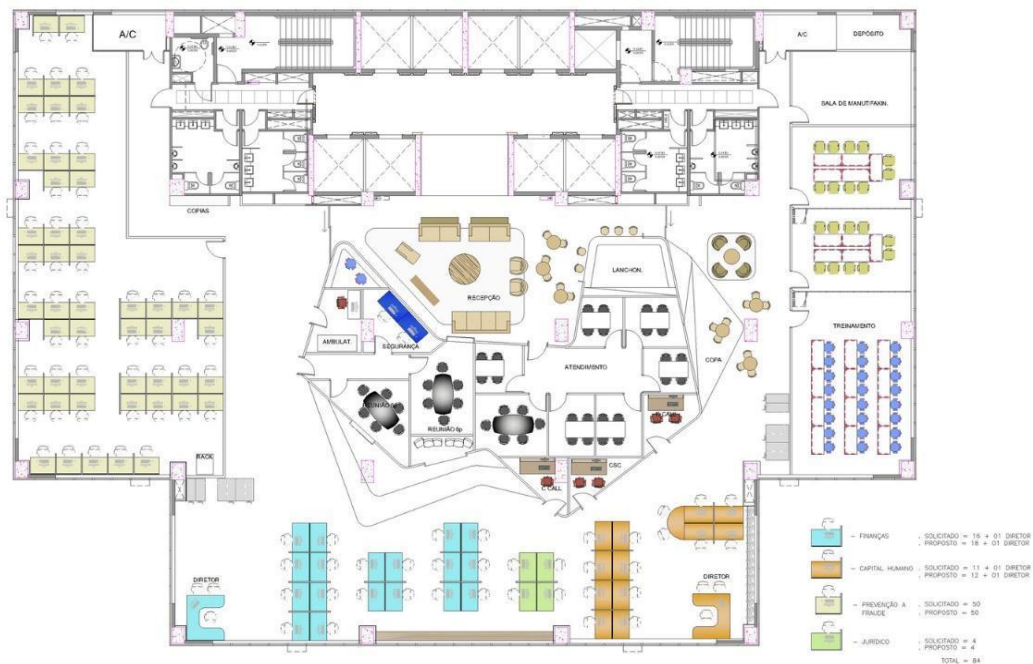 A/C
A/C
DEPÓSITO
SALA DE MANUT/FAXIN.
COPIAS
LANCHON.
RECEPÇÃO
TREINAMENTO
AMBULAT.
SEGURANÇA
COPA
ATENDIMENTO
REUNIÃO 6p
RACK
CSC
C CALL
DIRETOR
DIRETOR
- FINANÇAS . SOLICITADO = 16 + 01 DIRETOR
. PROPOSTO = 18 + 01 DIRETOR
- CAPITAL HUMANO . SOLICITADO = 11 + 01 DIRETOR
. PROPOSTO = 12 + 01 DIRETOR
- PREVENÇÃO A . SOLICITADO = 50
FRAUDE . PROPOSTO = 50
- JURÍDICO . SOLICITADO = 4
. PROPOSTO = 4
TOTAL = 84